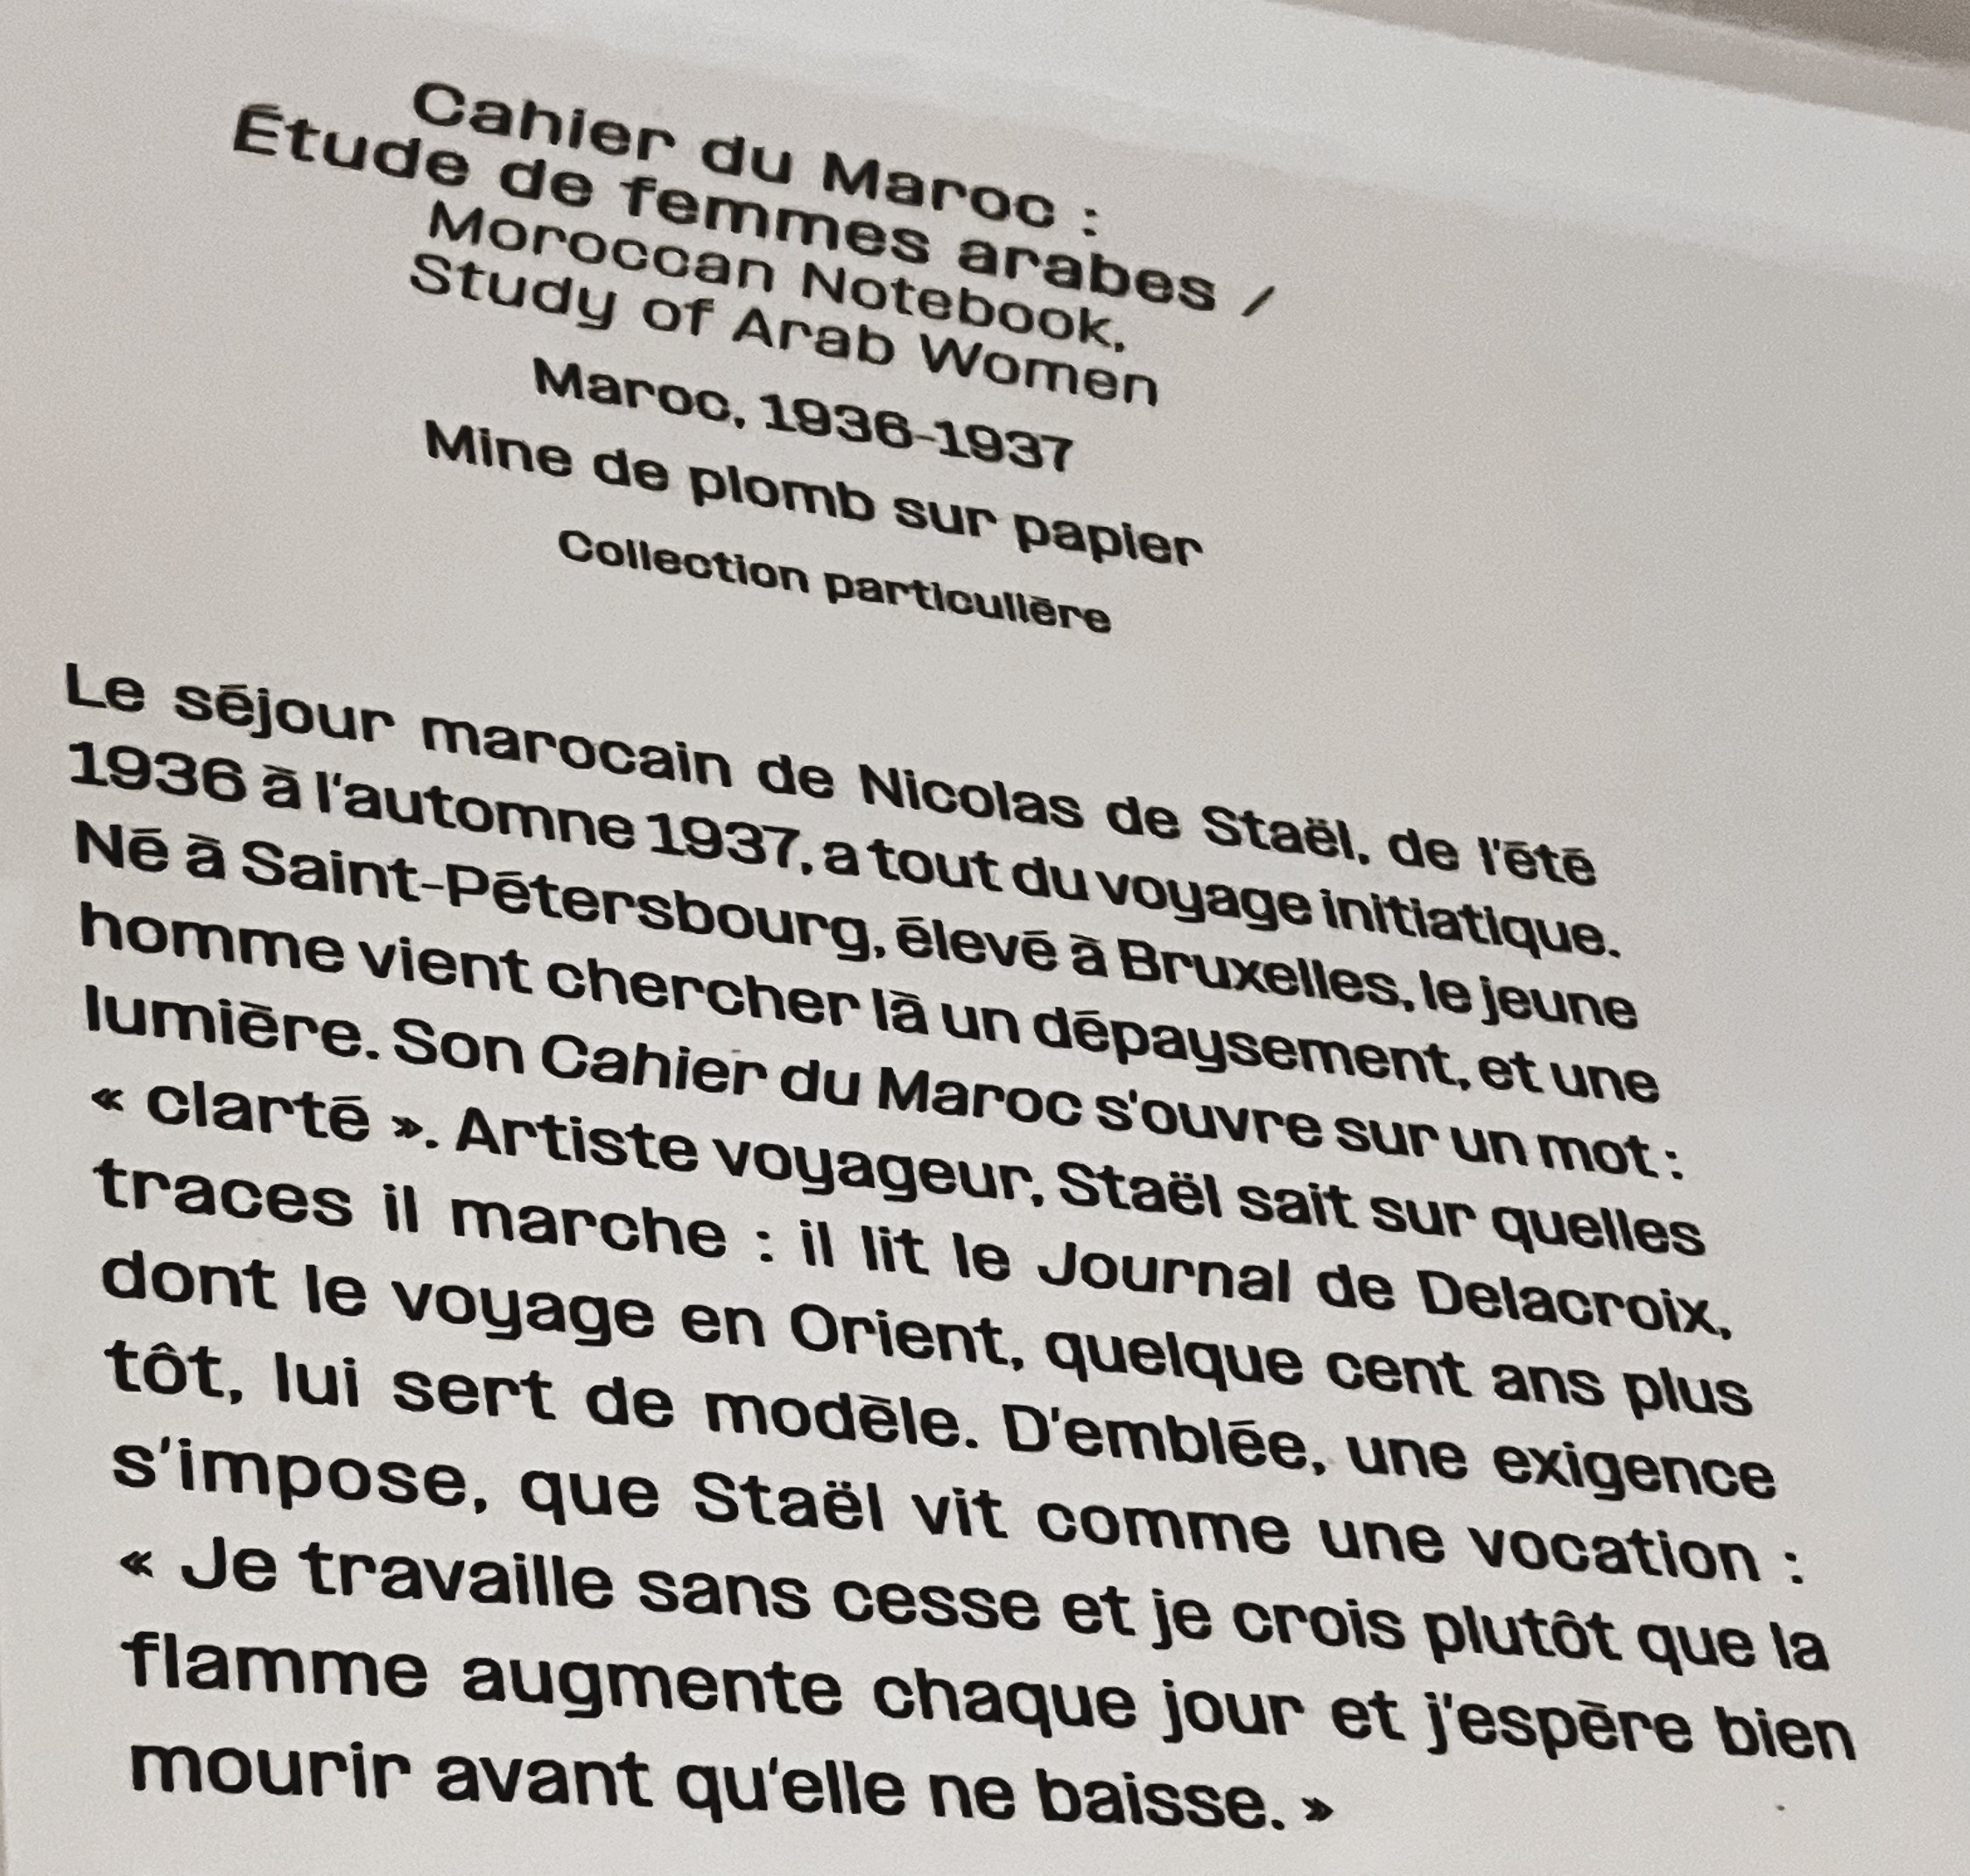 Cahier du Maroc :
Étude de femmes arabes /
Moroccan Notebook,
Study of Arab Women
Maroc, 1936-1937
Mine de plomb sur papier
Collection particulière
Le séjour marocain de Nicolas de Staël, de l'été
1936 à l'automne 1937, a tout du voyage initiatique.
Né à Saint-Pétersbourg, élevé à Bruxelles, le jeune
homme vient chercher là un dépaysement, et une
lumière. Son Cahier du Maroc s'ouvre sur un mot :
« clarté ». Artiste voyageur, Staël sait sur quelles
traces il marche : il lit le Journal de Delacroix,
dont le voyage en Orient, quelque cent ans plus
tôt, lui sert de modèle. D'emblée, une exigence
s'impose, que Staël vit comme une vocation :
« Je travaille sans cesse et je crois plutôt que la
flamme augmente chaque jour et j'espère bien
mourir avant qu'elle ne baisse. »